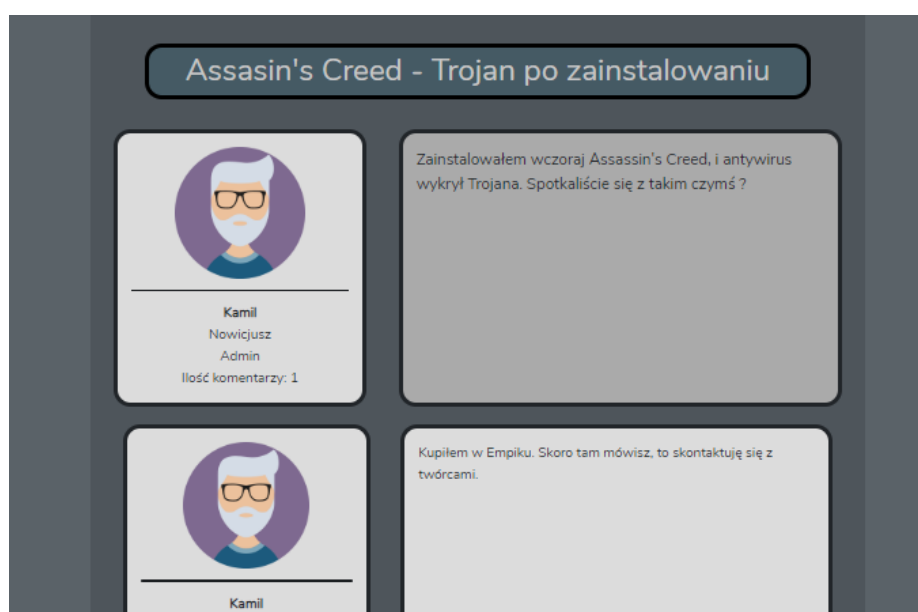 Assasin's Creed - Trojan po zainstalowaniu
Zainstalowałem wczoraj Assassin's Creed, i antywirus
wykrył Trojana. Spotkaliście się z takim czymś ?
Kamil
Nowicjusz
Admin
Ilość komentarzy: 1
Kupiłem w Empiku. Skoro tam mówisz, to skontaktuję się z
twórcami.
Kamil